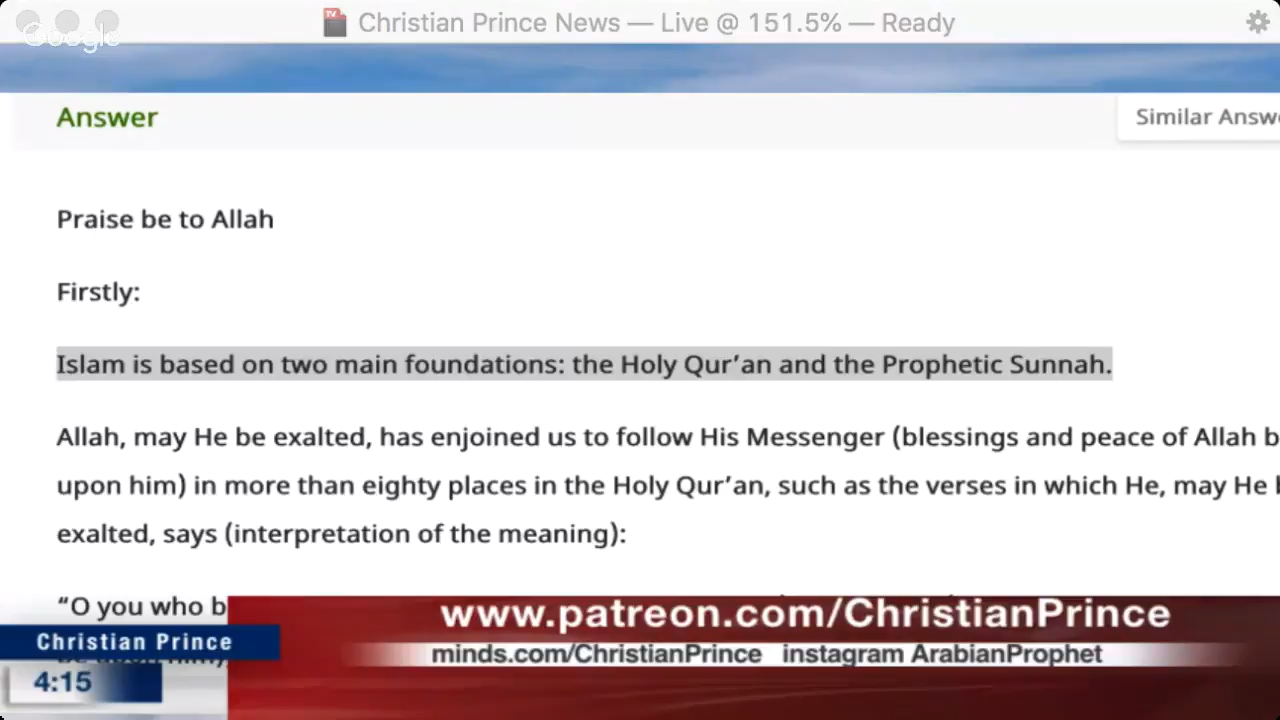 Christian Prince News — Live @ 151.5% — Ready
Google
TV
Answer
Similar
Praise be to Allah
Firstly:
Islam is based on two main foundations: the Holy Qur’an and the Prophetic Sunnah.
Allah, may He be exalted, has enjoined us to follow His Messenger (blessings and peace of Allah
upon him) in more than eighty places in the Holy Qur’an, such as the verses in which He, may He
exalted, says (interpretation of the meaning):
“O you who
www.patreon.com/ChristianPrince
Christian Prince
minds.com/ChristianPrince instagram ArabianProphet
4:15